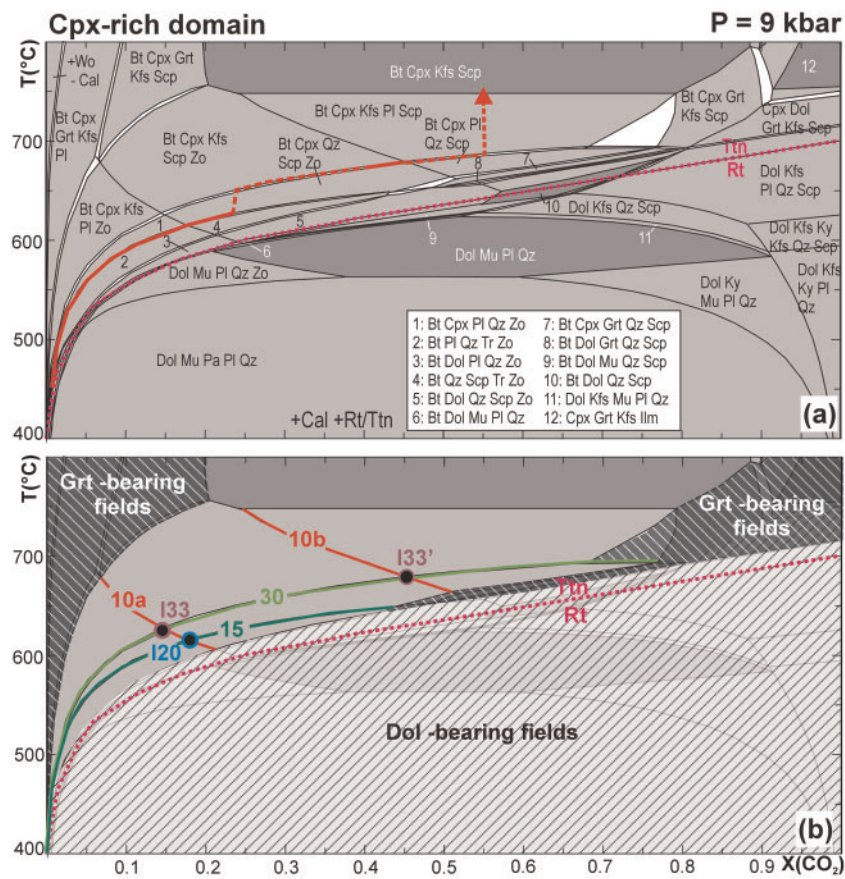 Cpx-rich domain P = 9 kbar
T(°C)
700
600
500
400
+Wo
- Cal
Bt Cpx Grt
Kfs Scp
Bt Cpx
Grt Kfs
Pl
Bt Cpx Kfs Scp
12
Bt Cpx Kfs
Scp Zo
Bt Cpx Kfs Pl Scp
Bt Cpx Qz
Scp Zo
Bt Cpx Pl
Qz Scp
Bt Cpx Grt
Kfs Scp
Cpx Dol
Grt Kfs Scp
7
8
Ttn
Rt
Dol Kfs
Pl Qz Scp
Bt Cpx Kfs
Pl Zo
1
4
3
2
5
6
9
10
Dol Kfs Qz Scp
11
Dol Kfs Ky
Kfs Qz Scp
Dol Mu Pl Qz Zo
Dol Mu Pl Qz
Dol Ky
Mu Pl Qz
Dol Kfs
Ky Pl
Qz
Dol Mu Pa Pl Qz
1: Bt Cpx Pl Qz Zo
2: Bt Pl Qz Tr Zo
3: Bt Dol Pl Qz Zo
4: Bt Qz Scp Tr Zo
5: Bt Dol Qz Scp Zo
6: Bt Dol Mu Pl Qz
7: Bt Cpx Grt Qz Scp
8: Bt Dol Grt Qz Scp
9: Bt Dol Mu Qz Scp
10: Bt Dol Qz Scp
11: Dol Kfs Mu Pl Qz
12: Cpx Grt Kfs Ilm
+Cal +Rt/Ttn
(a)
T(°C)
700
600
500
400
Grt -bearing
fields
Grt -bearing
fields
10b
I33'
10a
I33
30
15
I20
Ttn
Rt
Dol -bearing fields
(b)
0.1 0.2 0.3 0.4 0.5 0.6 0.7 0.8 0.9 X(CO₂)